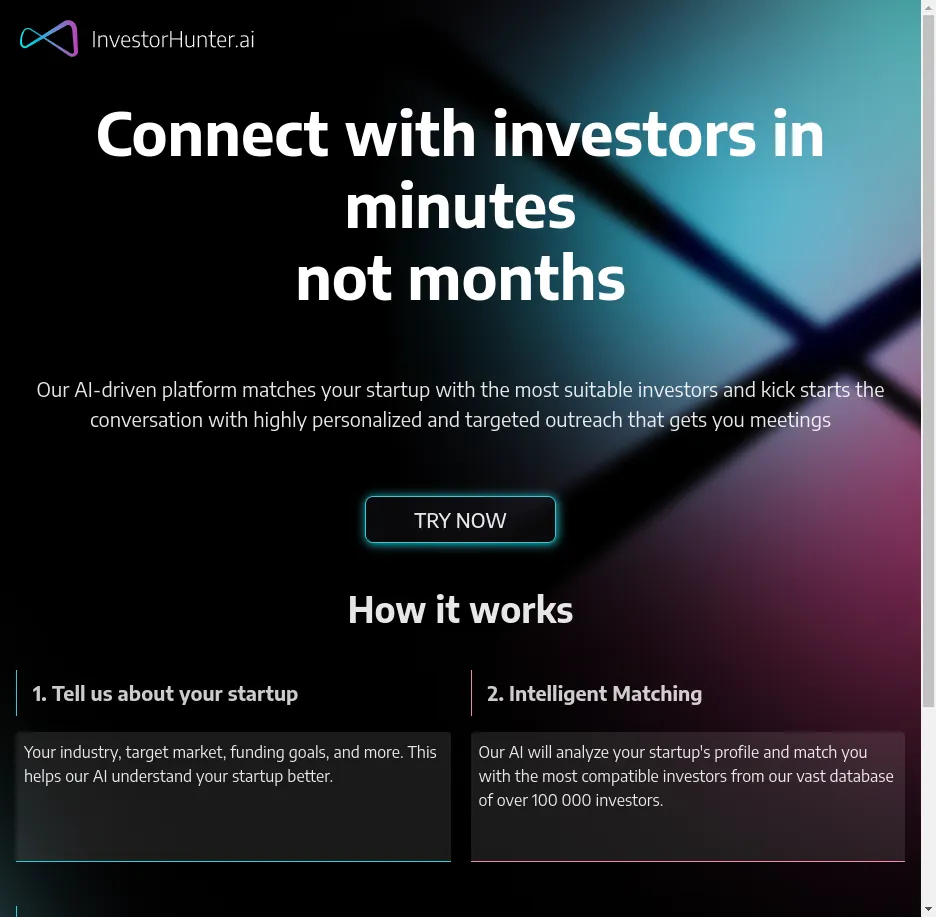 InvestorHunter.ai
Connect with investors in
minutes
not months
Our AI-driven platform matches your startup with the most suitable investors and kick starts the
conversation with highly personalized and targeted outreach that gets you meetings
TRY NOW
How it works
1. Tell us about your startup
Your industry, target market, funding goals, and more. This
helps our AI understand your startup better.
2. Intelligent Matching
Our AI will analyze your startup's profile and match you
with the most compatible investors from our vast database
of over 100 000 investors.